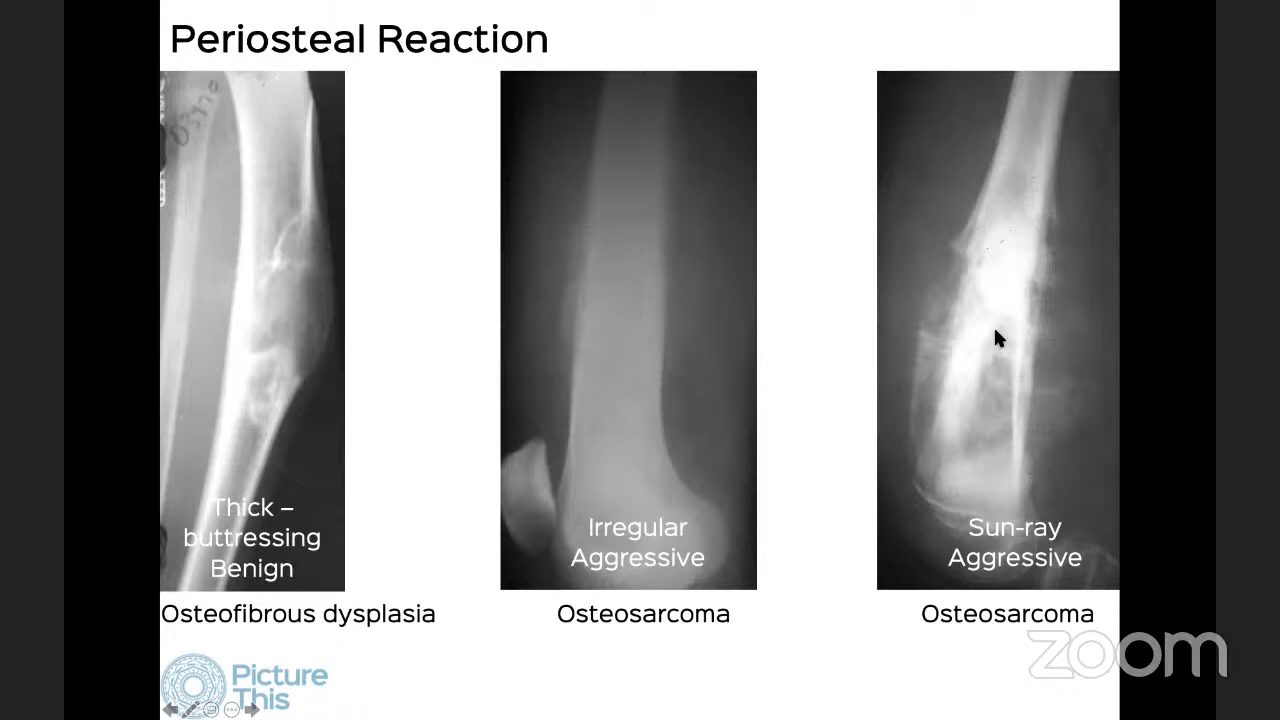 Periosteal Reaction
Thick –
buttressing
Benign
Irregular
Aggressive
Sun-ray
Aggressive
Osteofibrous dysplasia
Osteosarcoma
Osteosarcoma
zoom
Picture
This